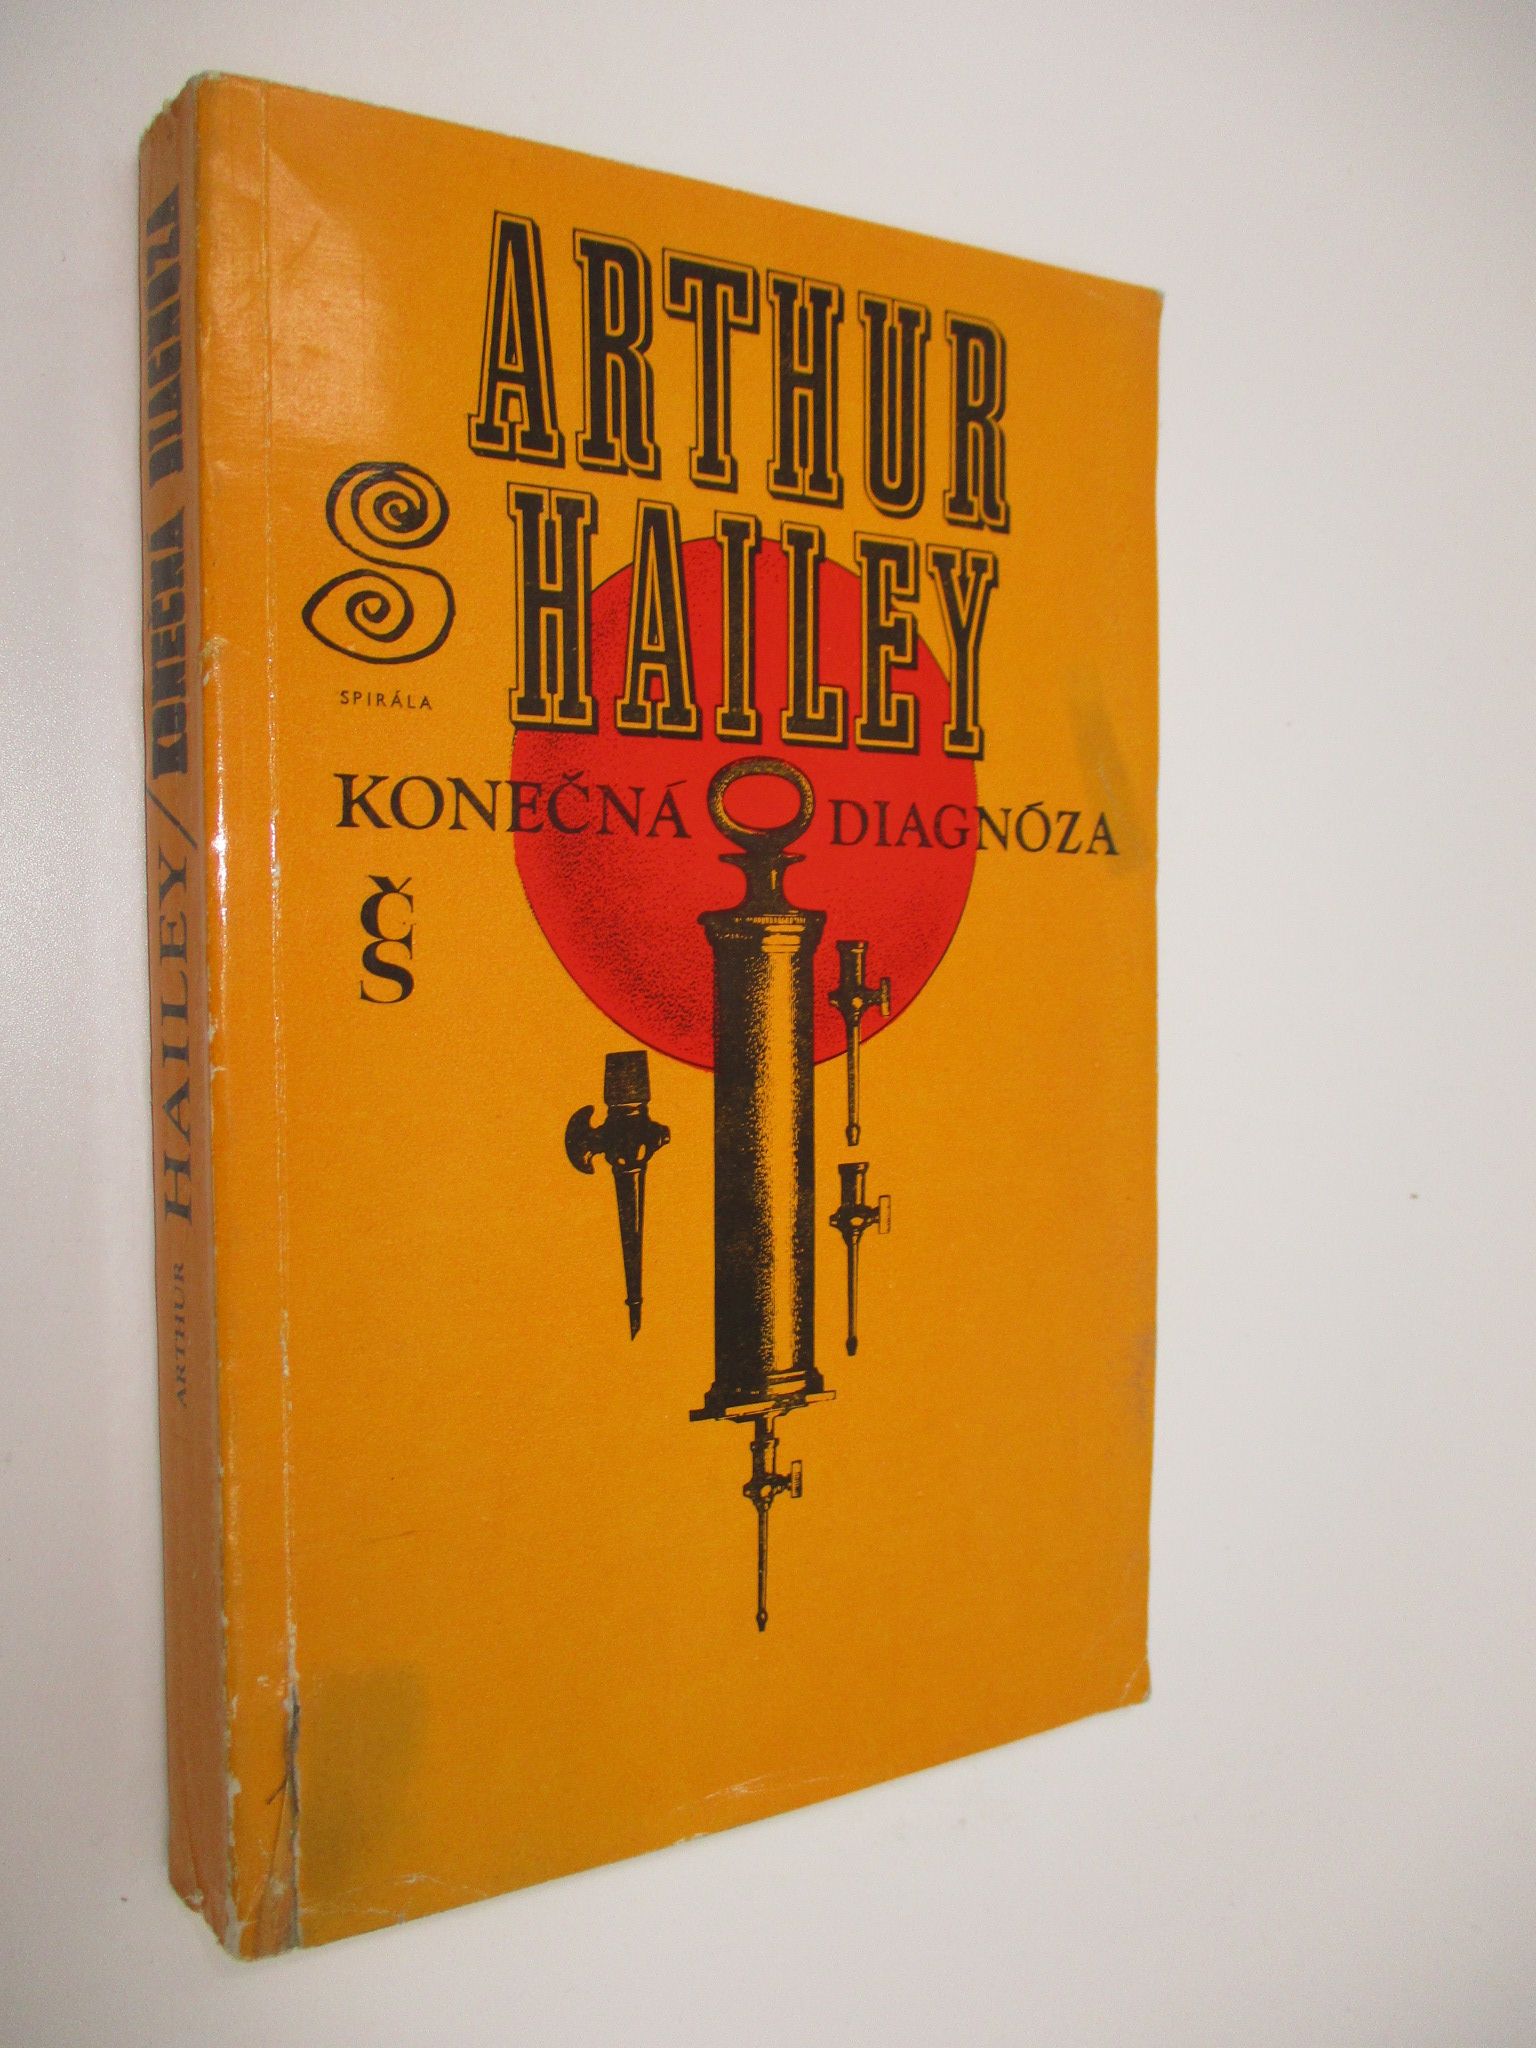 ARTHUR
HAILEY
SPIRÁLA
KONEČNÁ DIAGNÓZA
ČS
ARTHUR HAILEY / KONEČNÁ DIAGNÓZA